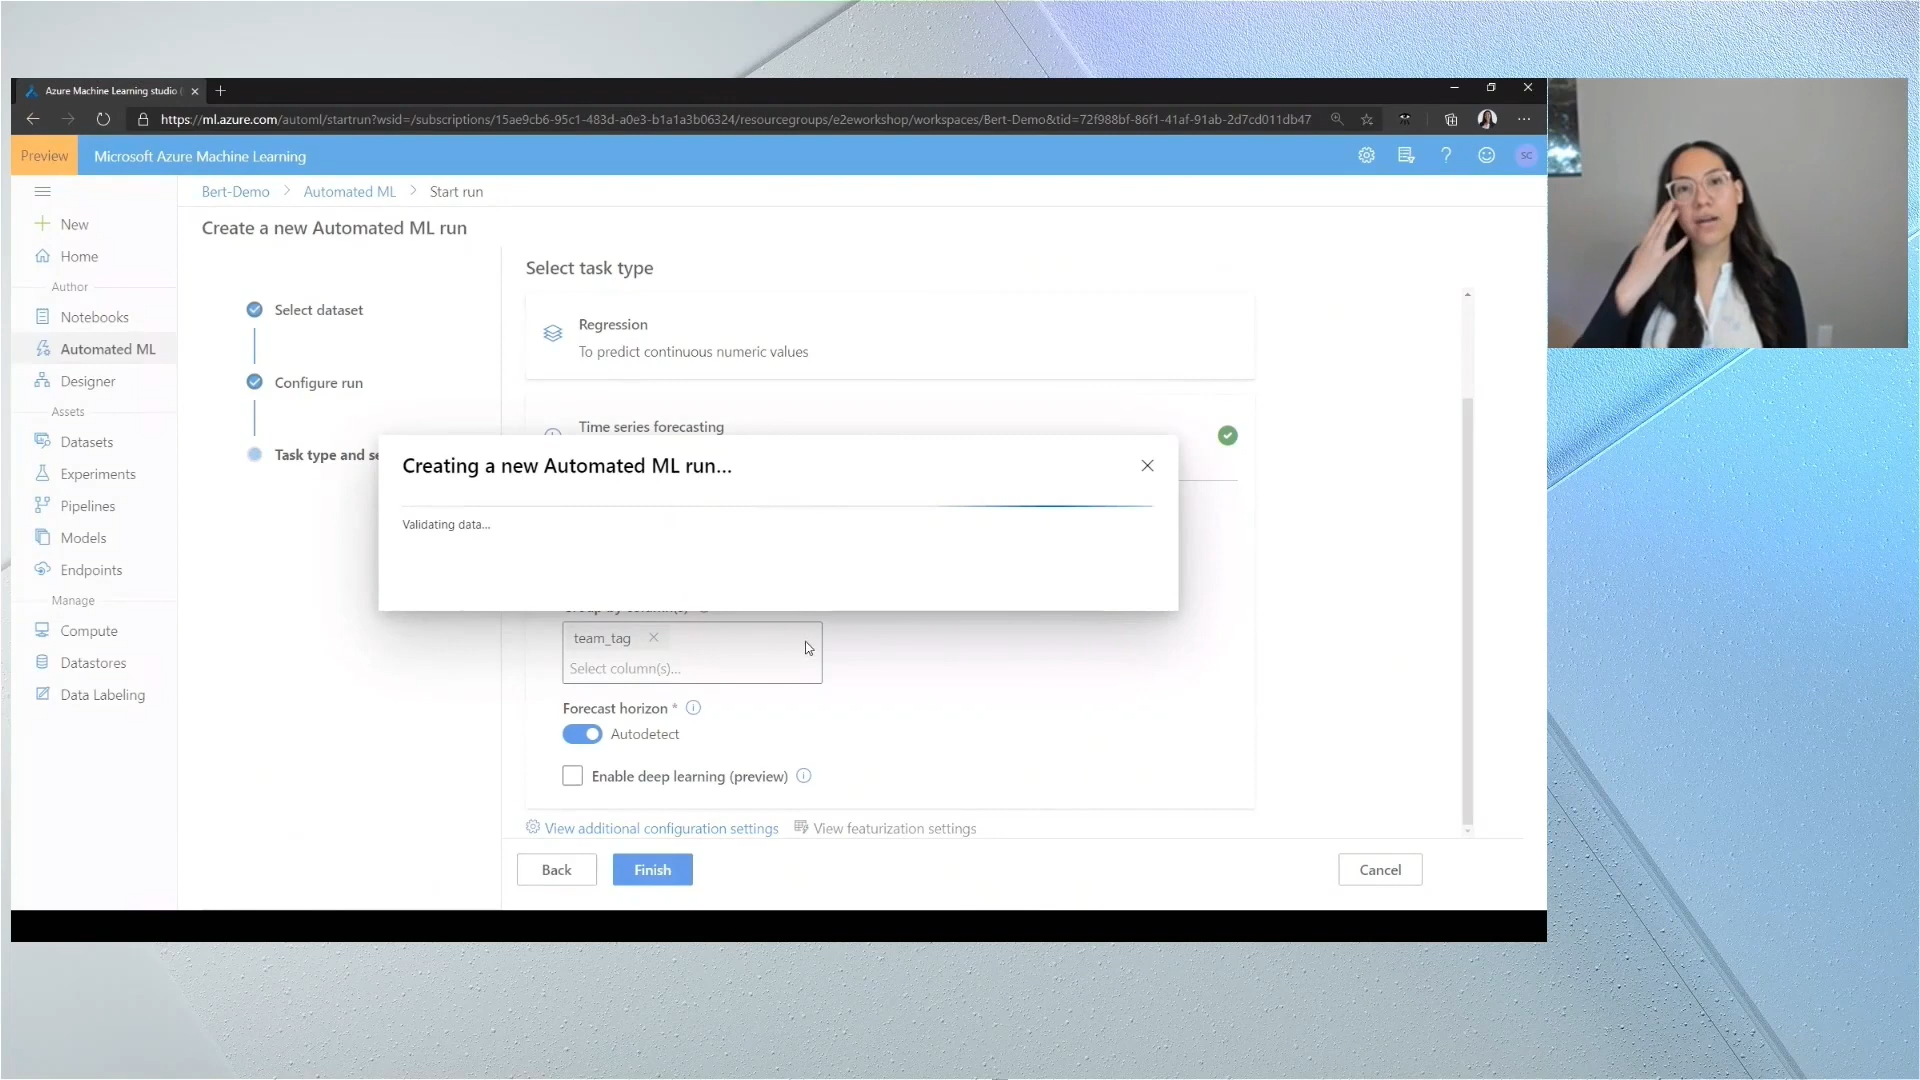 Azure Machine Learning studio
https://ml.azure.com/automl/startrun?wsid=/subscriptions/15ae9cb6-95c1-483d-a0e3-b1a1a3b06324/resourcegroups/e2eworkshop/workspaces/Bert-Demo&tid=72f988bf-86f1-41af-91ab-2d7cd011db47
Preview
Microsoft Azure Machine Learning
SC
Bert-Demo > Automated ML > Start run
Create a new Automated ML run
New
Home
Author
Notebooks
Automated ML
Designer
Assets
Datasets
Experiments
Pipelines
Models
Endpoints
Manage
Compute
Datastores
Data Labeling
Select dataset
Configure run
Task type and se
Select task type
Regression
To predict continuous numeric values
Time series forecasting
Creating a new Automated ML run...
Validating data...
team_tag
Select column(s)...
Forecast horizon *
Autodetect
Enable deep learning (preview)
View additional configuration settings
View featurization settings
Back
Finish
Cancel